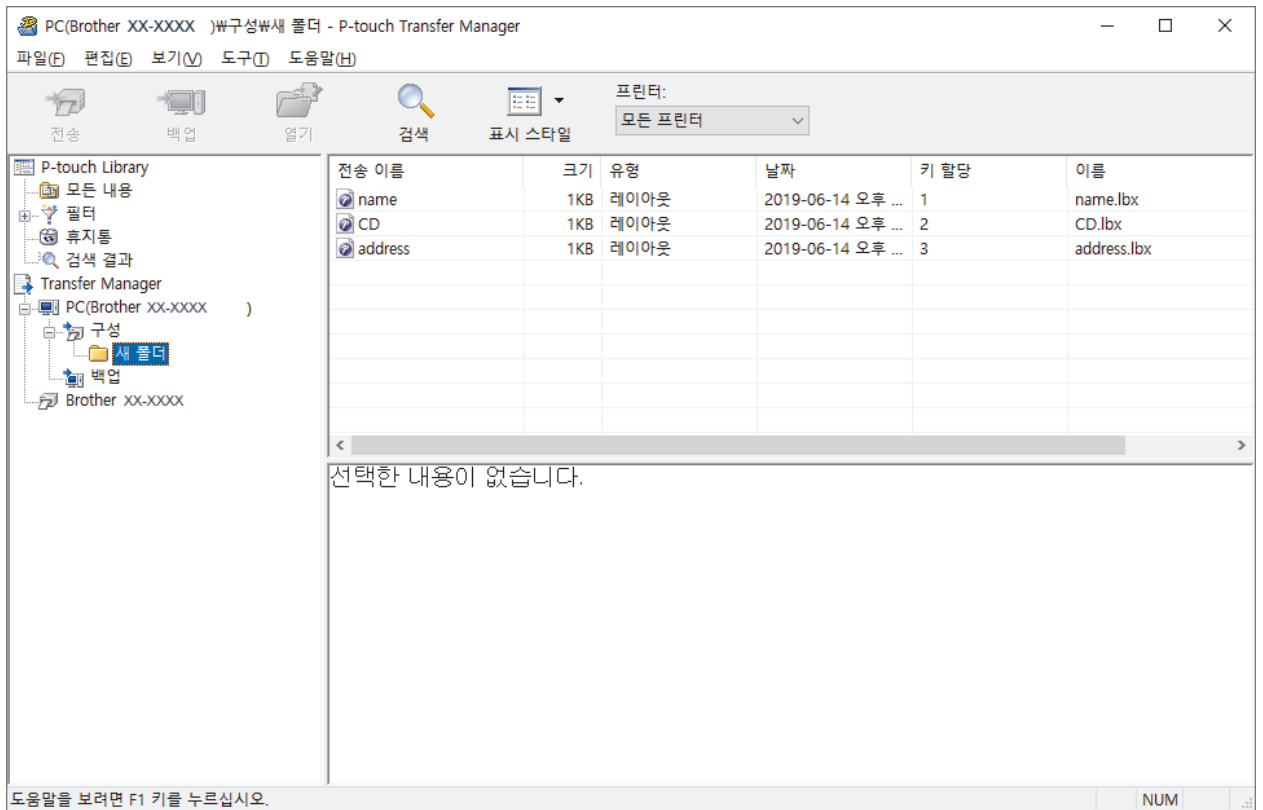 PC(Brother XX-XXXX )₩구성₩새 폴더 - P-touch Transfer Manager
파일(F) 편집(E) 보기(V) 도구(T) 도움말(H)
프린터:
모든 프린터
전송 백업 열기 검색 표시 스타일
P-touch Library
모든 내용
필터
휴지통
검색 결과
Transfer Manager
PC(Brother XX-XXXX )
구성
새 폴더
백업
Brother XX-XXXX
전송 이름 크기 유형 날짜 키 할당 이름
name 1KB 레이아웃 2019-06-14 오후 ... 1 name.lbx
CD 1KB 레이아웃 2019-06-14 오후 ... 2 CD.lbx
address 1KB 레이아웃 2019-06-14 오후 ... 3 address.lbx
선택한 내용이 없습니다.
도움말을 보려면 F1 키를 누르십시오. NUM